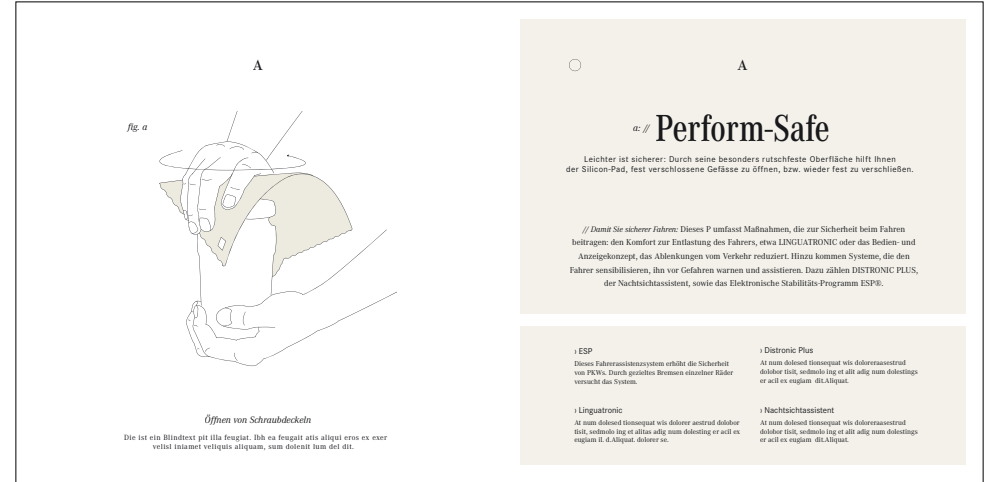 A
fig. a
Öffnen von Schraubdeckeln
Die ist ein Blindtext pit illa feugiat. Ibh ea feugait atis aliqui eros ex exer
velisl iniamet veliquis aliquam, sum dolenit lum del dit.
A
a: // Perform-Safe
Leichter ist sicherer: Durch seine besonders rutschfeste Oberfläche hilft Ihnen
der Silicon-Pad, fest verschlossene Gefässe zu öffnen, bzw. wieder fest zu verschließen.
// Damit Sie sicherer Fahren: Dieses P umfasst Maßnahmen, die zur Sicherheit beim Fahren
beitragen: den Komfort zur Entlastung des Fahrers, etwa LINGUATRONIC oder das Bedien- und
Anzeigekonzept, das Ablenkungen vom Verkehr reduziert. Hinzu kommen Systeme, die den
Fahrer sensibilisieren, ihn vor Gefahren warnen und assistieren. Dazu zählen DISTRONIC PLUS,
der Nachtsichtassistent, sowie das Elektronische Stabilitäts-Programm ESP®.
› ESP
Dieses Fahrerassistenzsystem erhöht die Sicherheit
von PKWs. Durch gezieltes Bremsen einzelner Räder
versucht das System.
› Distronic Plus
At num dolesed tionsequat wis doloreraasestrud
dolobor tisit, sedmolo ing et alit adig num dolestings
er acil ex eugiam dit.Aliquat.
› Linguatronic
At num dolesed tionsequat wis dolorer aestrud dolobor
tisit, sedmolo ing et alitas adig num dolesting er acil ex
eugiam il. d.Aliquat. dolorer se.
› Nachtsichtassistent
At num dolesed tionsequat wis doloreraasestrud
dolobor tisit, sedmolo ing et alit adig num dolestings
er acil ex eugiam dit.Aliquat.